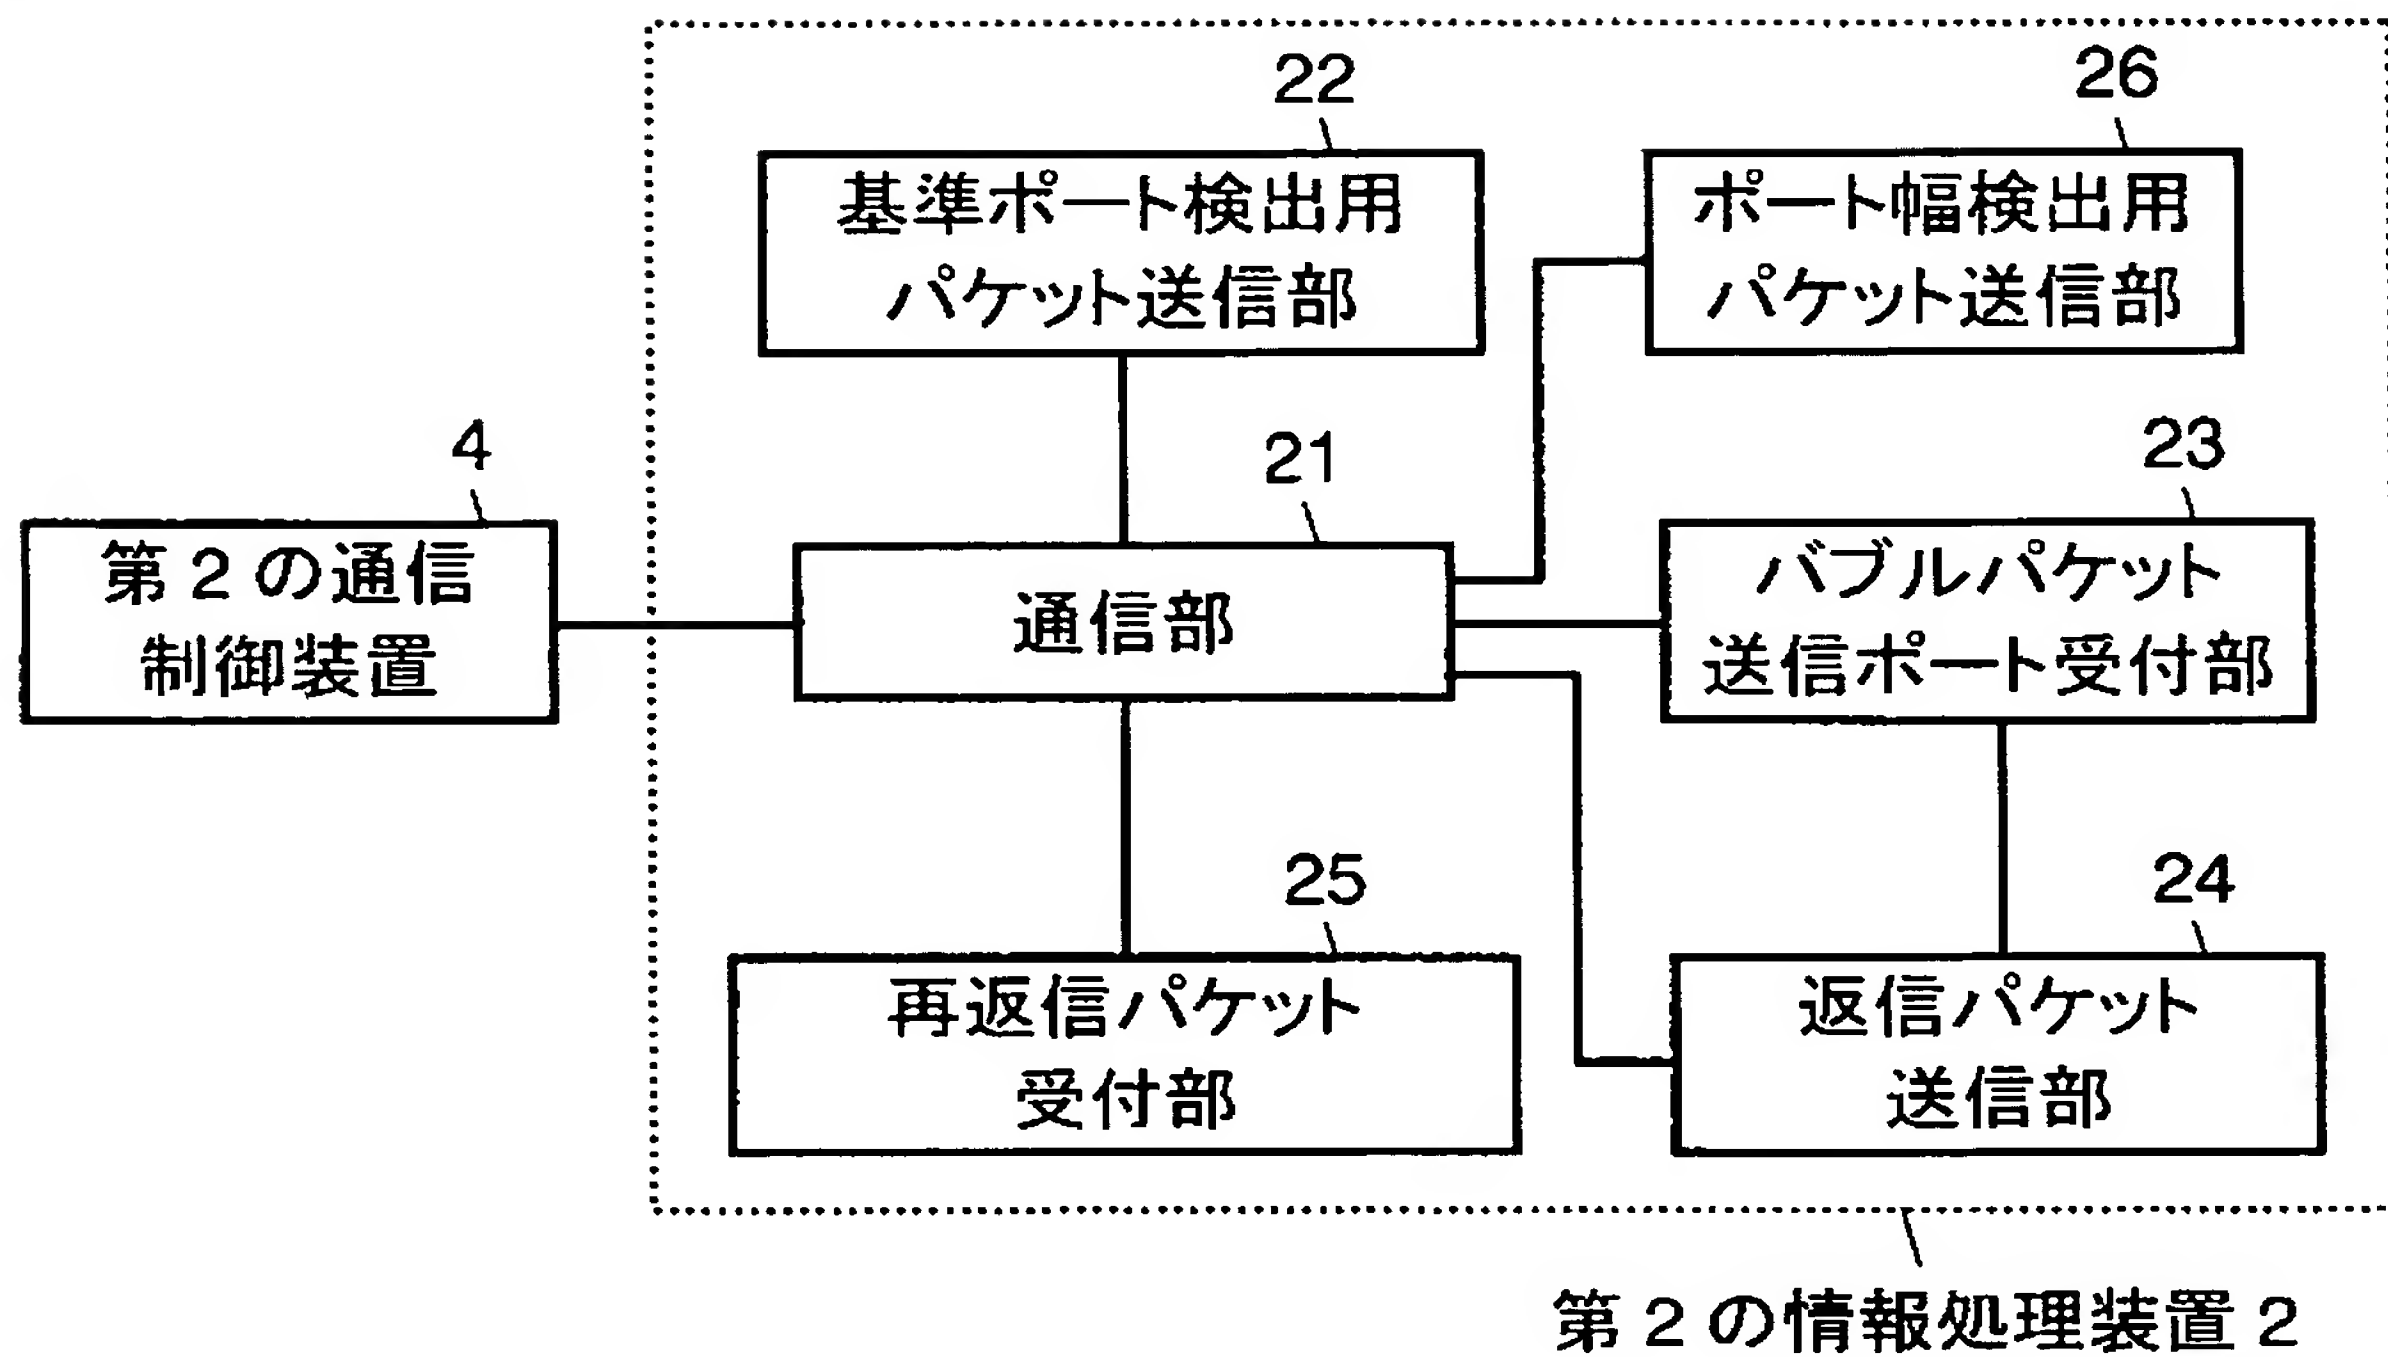 22
基準ポート検出用
パケット送信部
26
ポート幅検出用
パケット送信部
4
第2の通信
制御装置
21
通信部
23
バブルパケット
送信ポート受付部
25
再返信パケット
受付部
24
返信パケット
送信部
第2の情報処理装置2